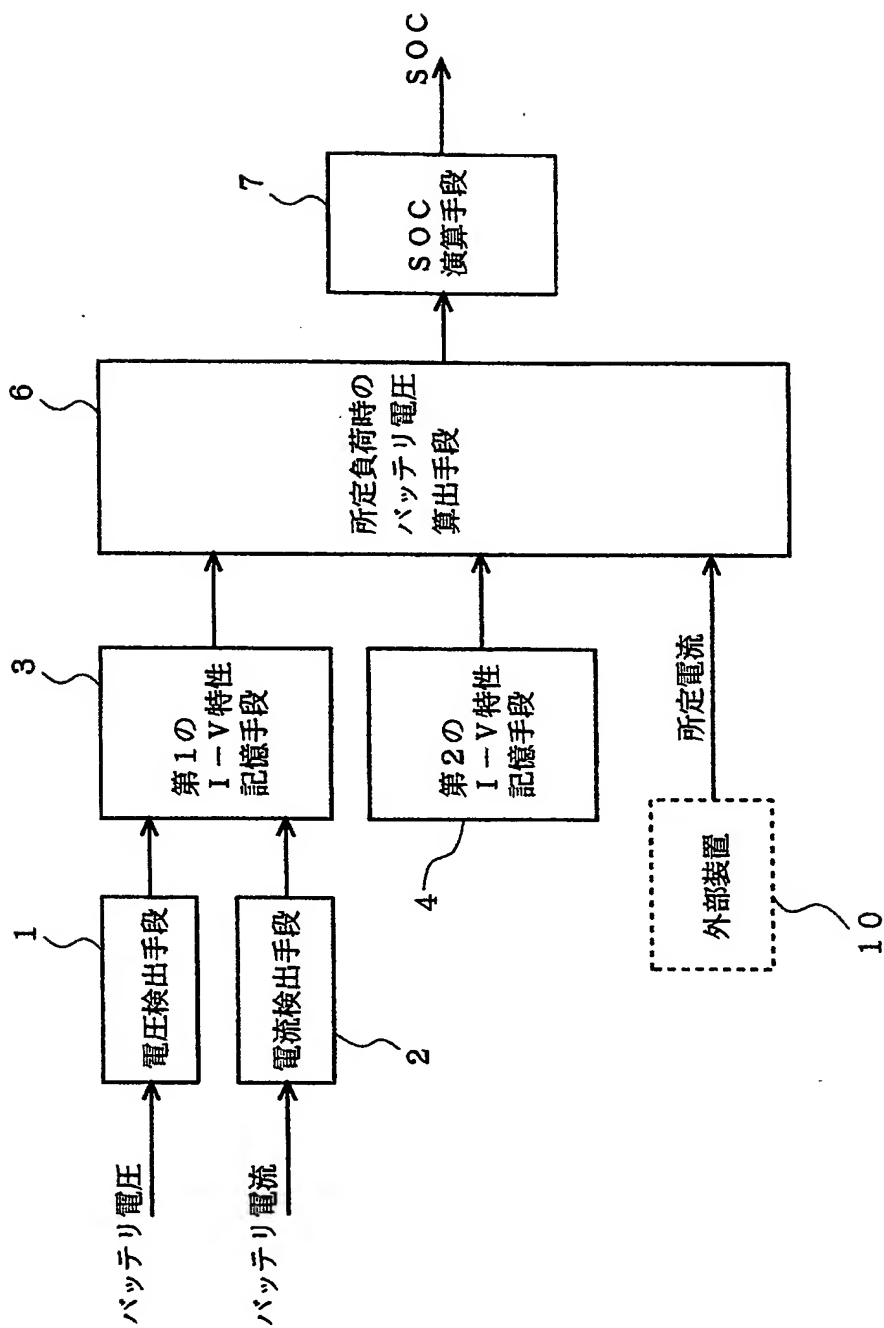 バッテリ電圧
バッテリ電流
1
電圧検出手段
電流検出手段
2
3
第1の
I−V特性
記憶手段
第2の
I−V特性
記憶手段
4
外部装置
10
所定電流
6
所定負荷時の
バッテリ電圧
算出手段
7
SOC
演算手段
SOC